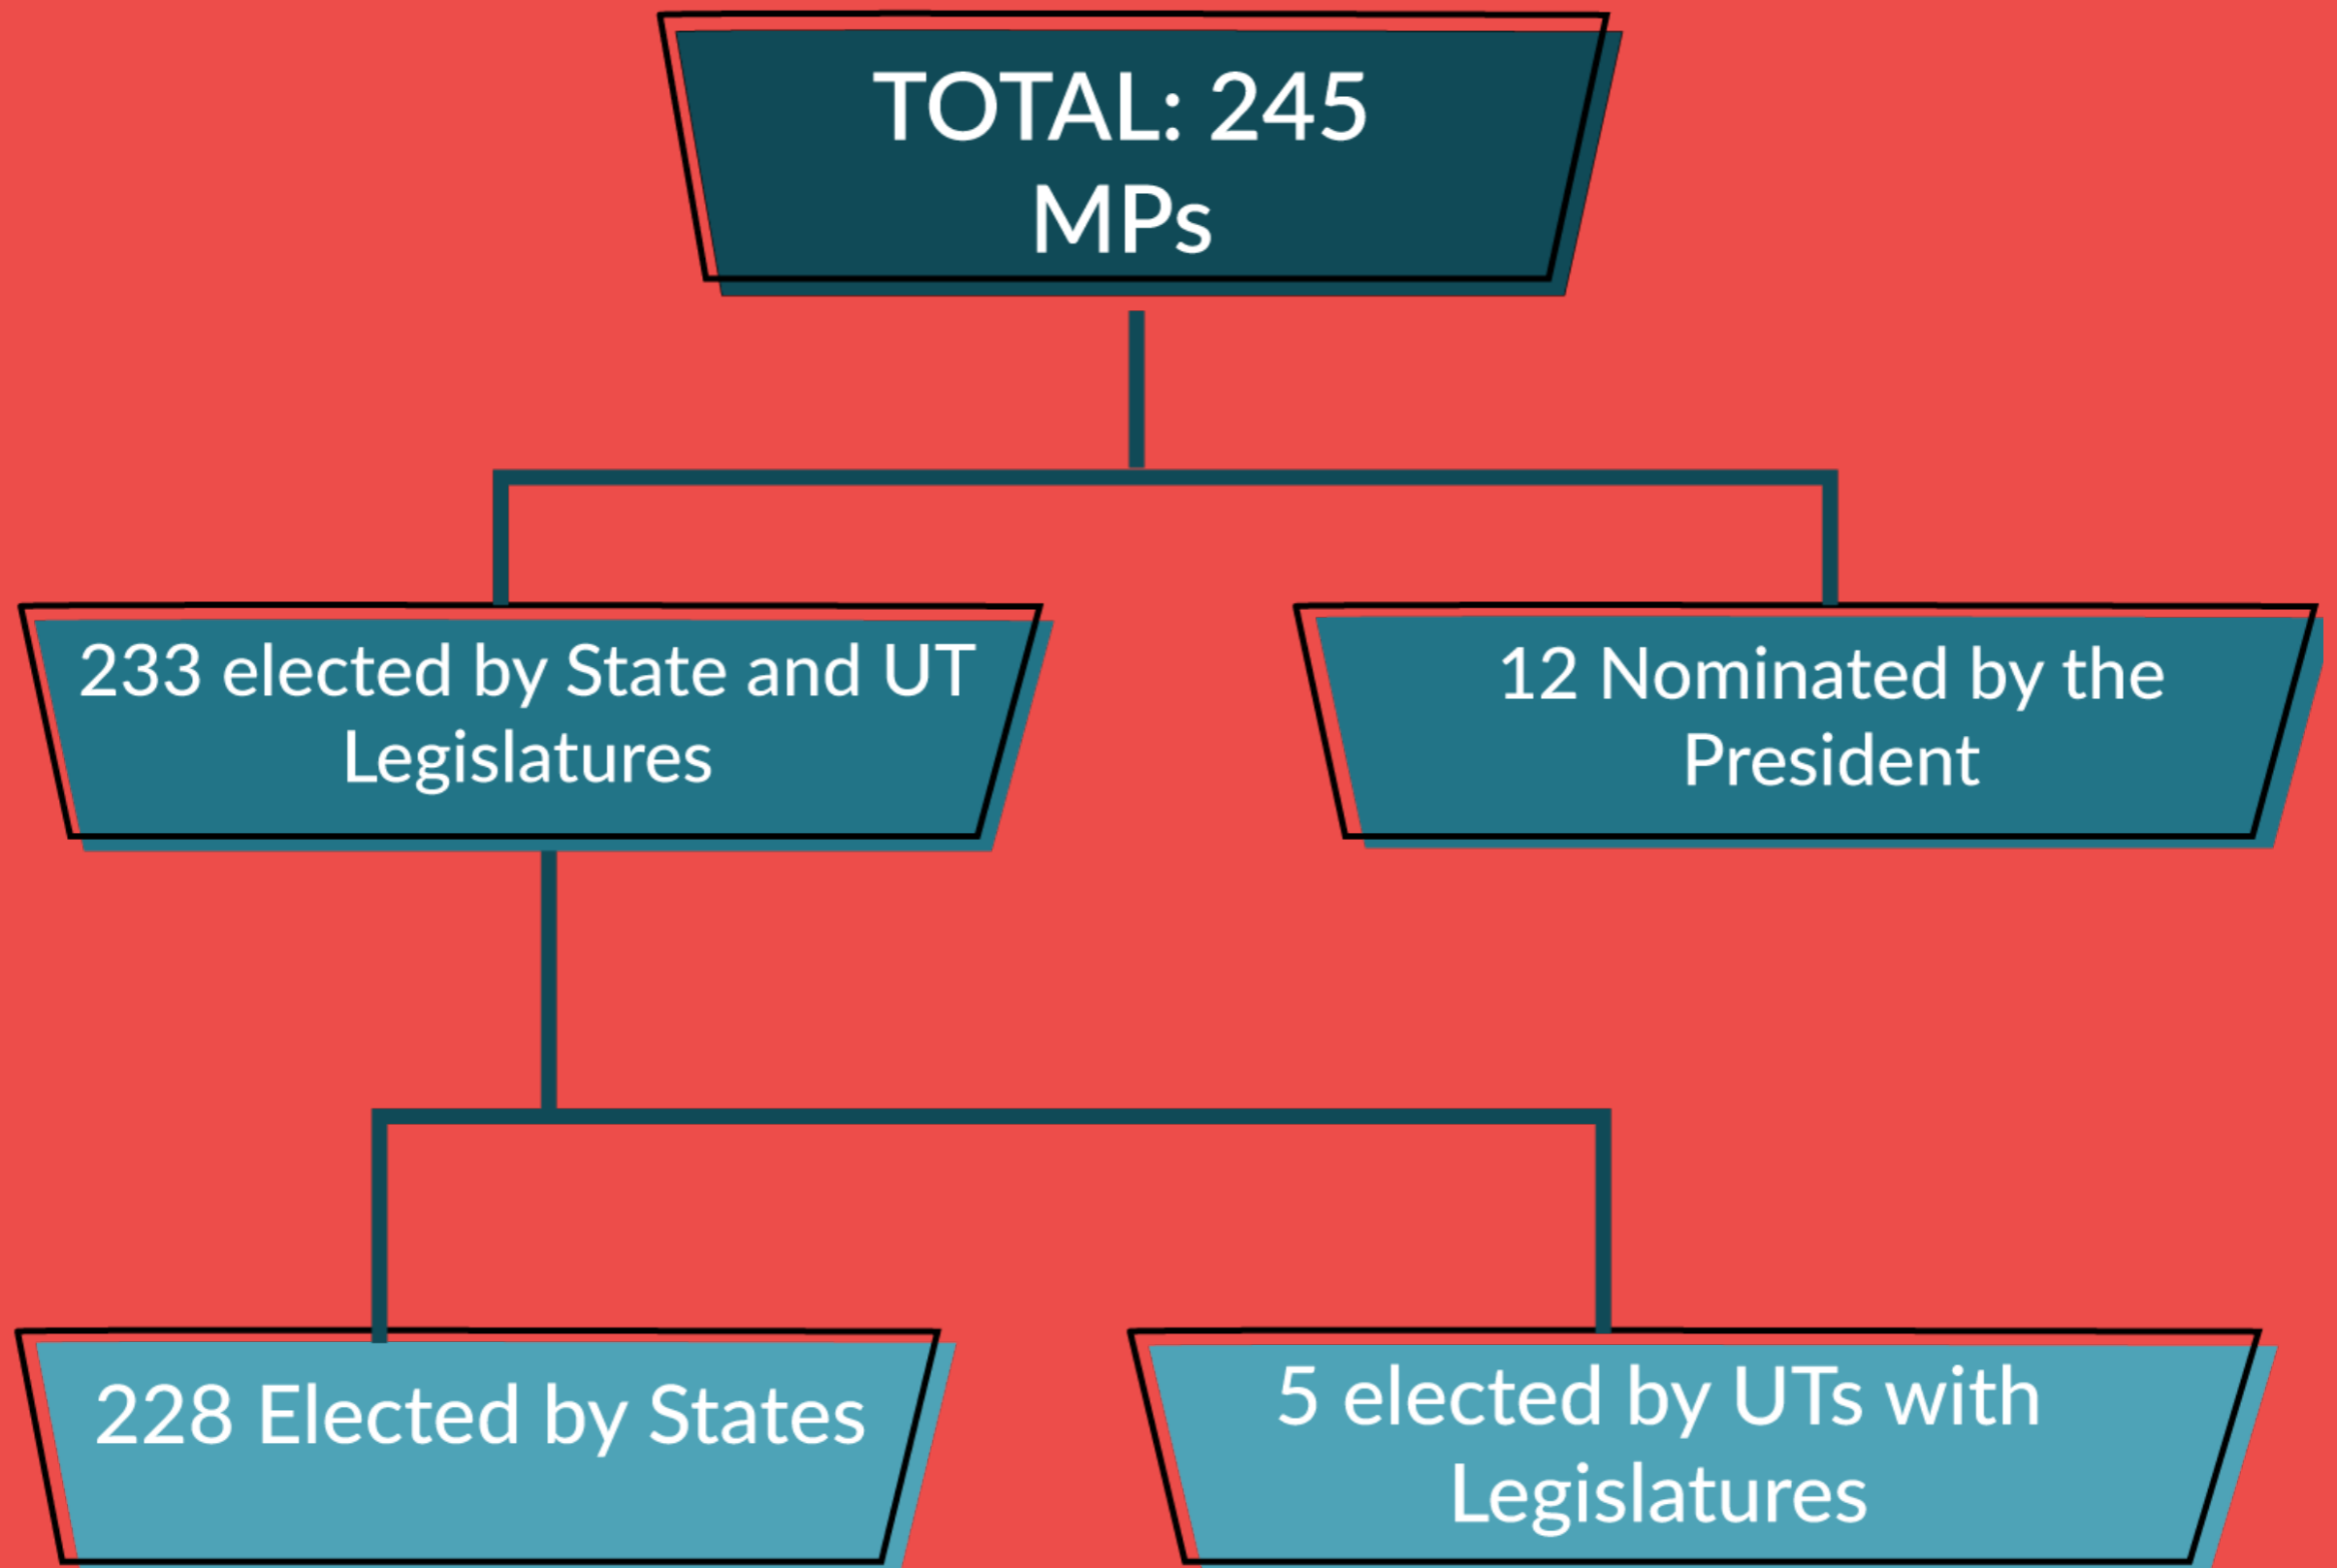 TOTAL: 245
MPs
233 elected by State and UT
Legislatures
12 Nominated by the
President
228 Elected by States
5 elected by UTs with
Legislatures